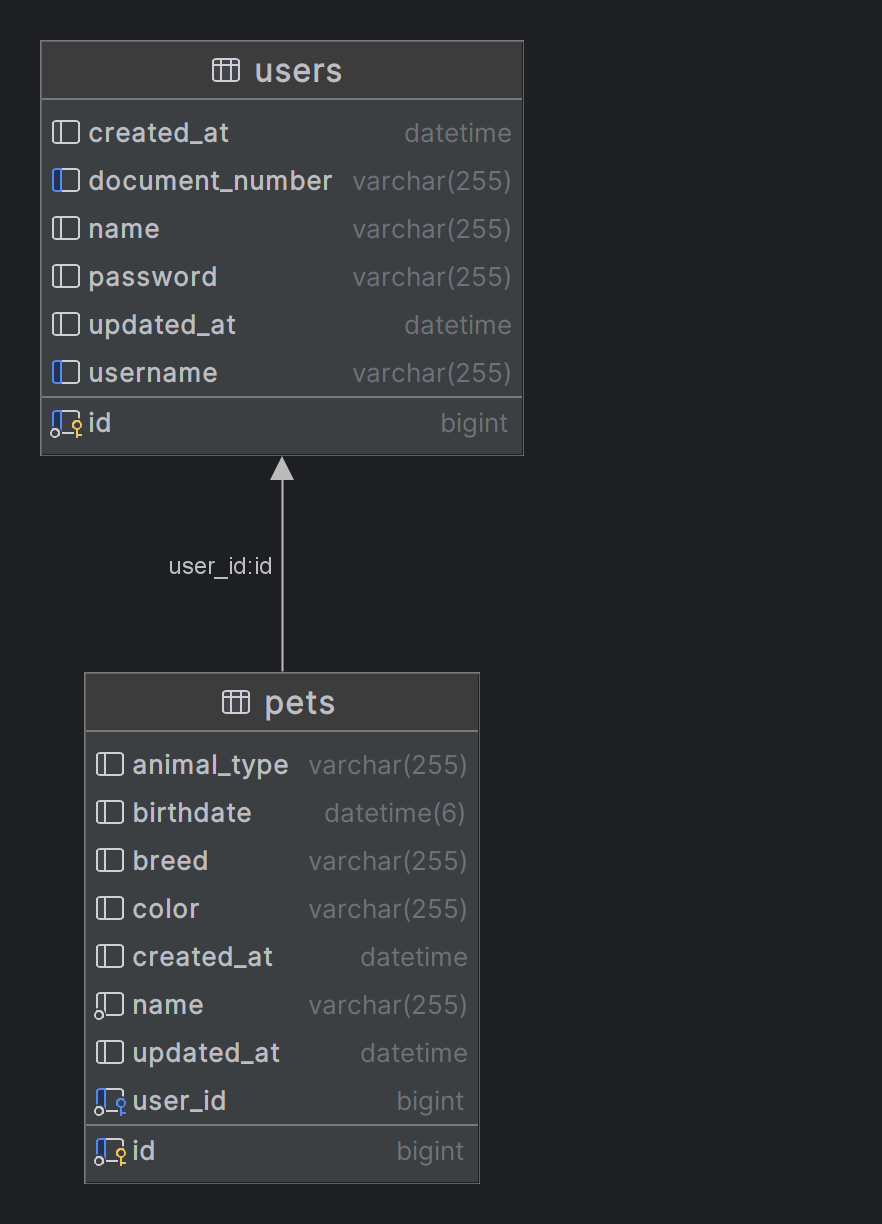 users
created_at datetime
document_number varchar(255)
name varchar(255)
password varchar(255)
updated_at datetime
username varchar(255)
id bigint
user_id:id
pets
animal_type varchar(255)
birthdate datetime(6)
breed varchar(255)
color varchar(255)
created_at datetime
name varchar(255)
updated_at datetime
user_id bigint
id bigint